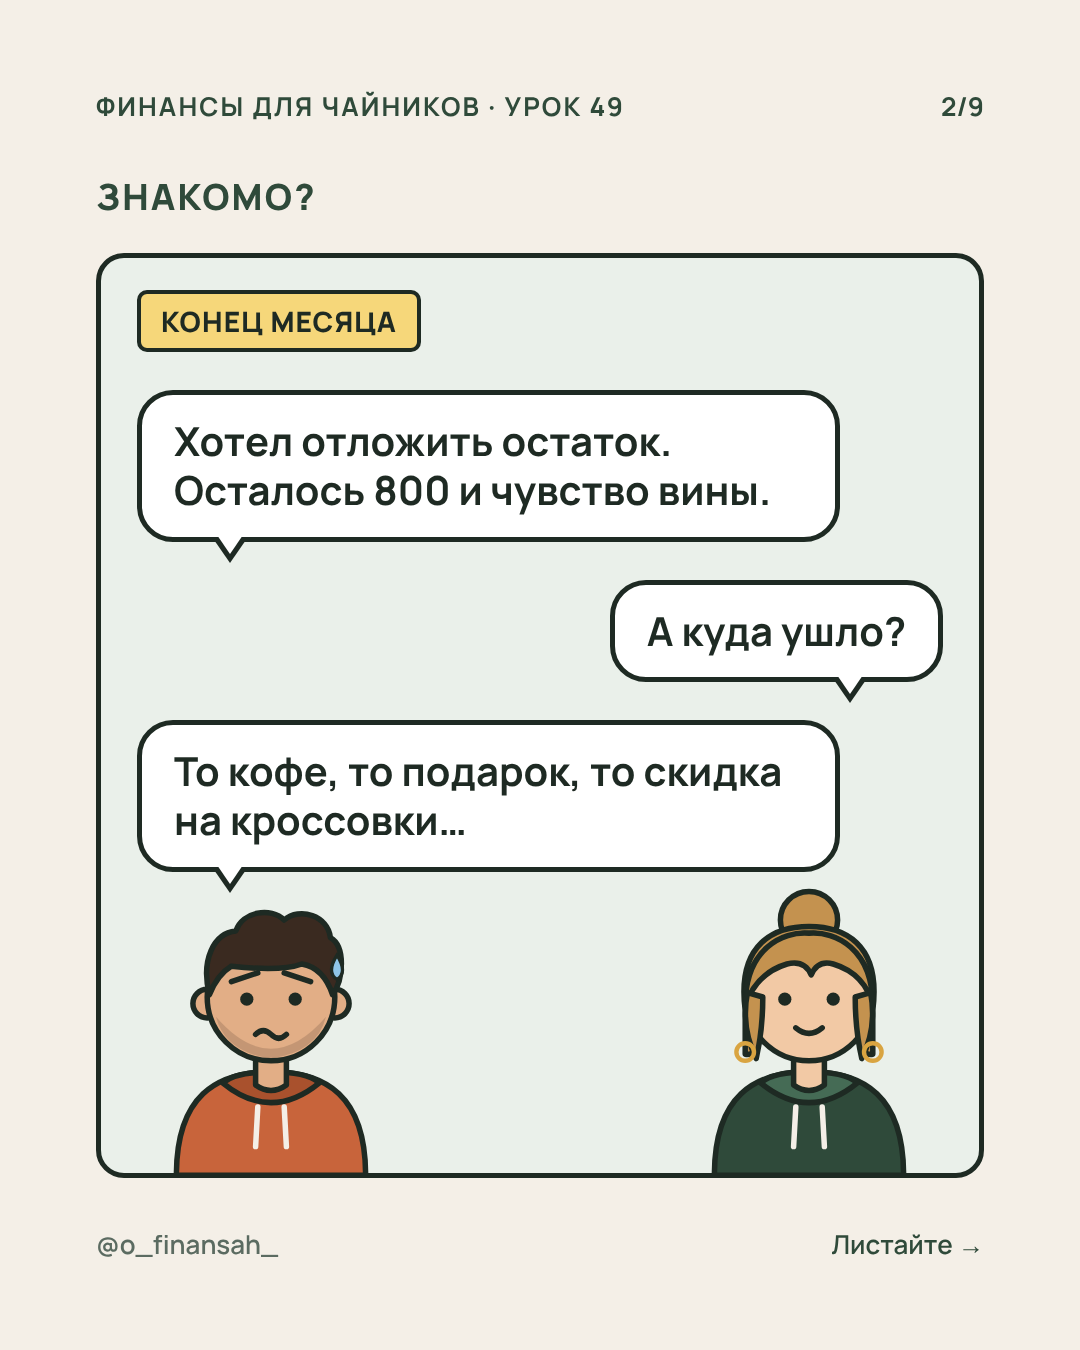 ФИНАНСЫ ДЛЯ ЧАЙНИКОВ · УРОК 49
2/9
ЗНАКОМО?
КОНЕЦ МЕСЯЦА
Хотел отложить остаток.
Осталось 800 и чувство вины.
А куда ушло?
То кофе, то подарок, то скидка
на кроссовки...
@o_finansah_
Листайте →